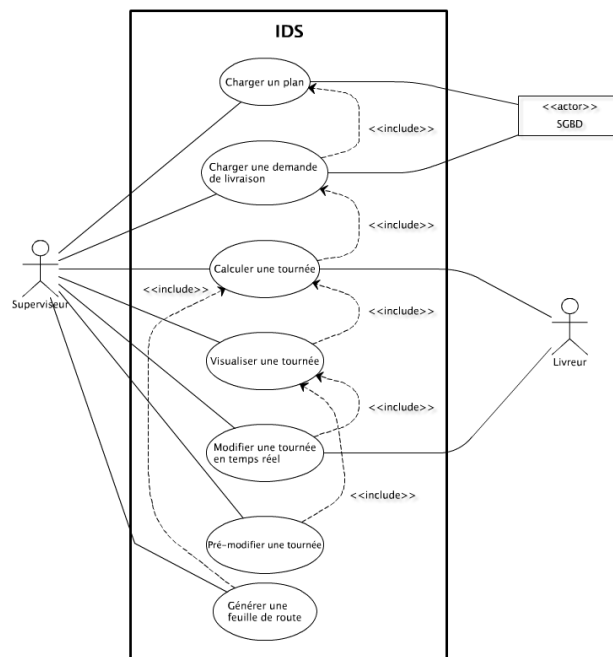 IDS
Charger un plan
<<actor>>
SGBD
<<include>>
Charger une demande
de livraison
<<include>>
Calculer une tournée
<<include>>
Superviseur
<<include>>
Visualiser une tournée
Livreur
<<include>>
Modifier une tournée
en temps réel
<<include>>
Pré-modifier une tournée
Générer une
feuille de route